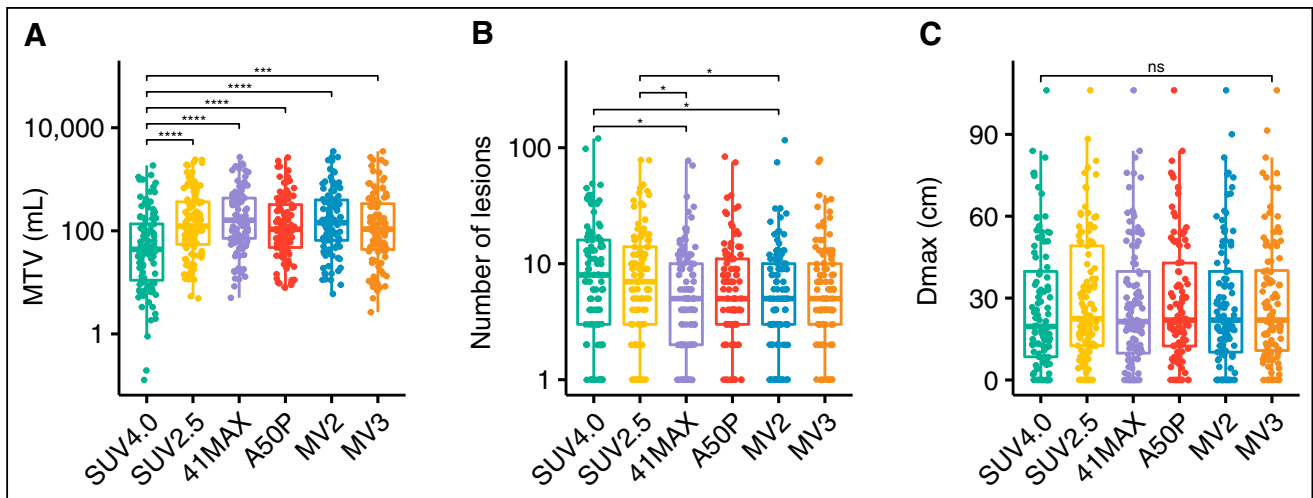 A
MTV (mL)
10,000
100
1
***
****
****
****
****
SUV4.0
SUV2.5
41MAX
A50P
MV2
MV3
B
Number of lesions
100
10
1
*
*
*
*
SUV4.0
SUV2.5
41MAX
A50P
MV2
MV3
C
Dmax (cm)
90
60
30
0
ns
SUV4.0
SUV2.5
41MAX
A50P
MV2
MV3